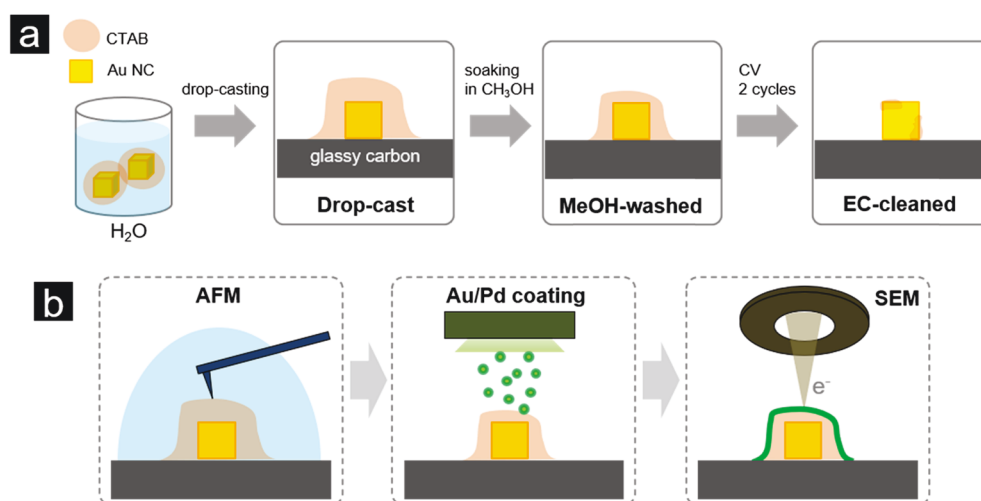 a
CTAB
Au NC
drop-casting
H₂O
glassy carbon
Drop-cast
soaking
in CH₃OH
MeOH-washed
CV
2 cycles
EC-cleaned
b
AFM
Au/Pd coating
SEM
e⁻